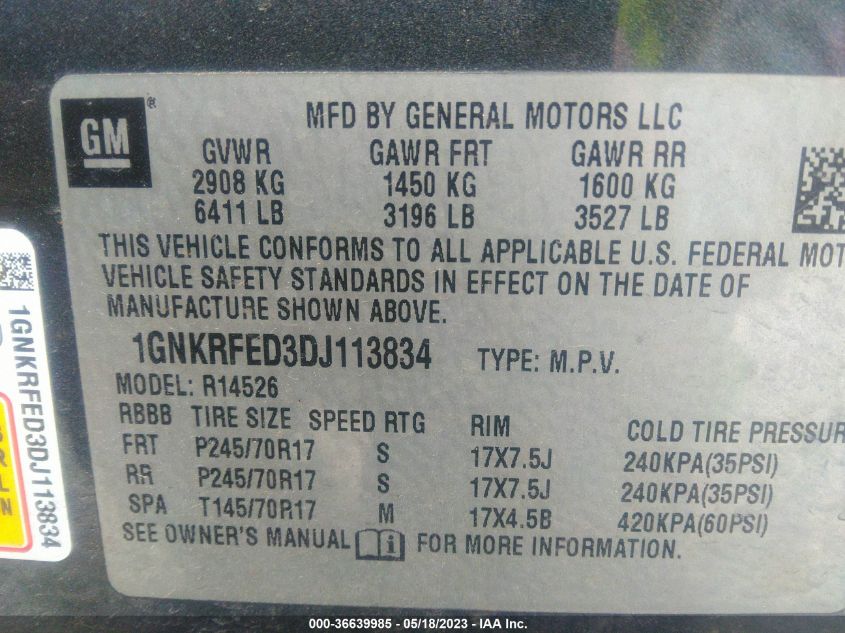 GM
®
MFD BY GENERAL MOTORS LLC
GVWR GAWR FRT GAWR RR
2908 KG 1450 KG 1600 KG
6411 LB 3196 LB 3527 LB
THIS VEHICLE CONFORMS TO ALL APPLICABLE U.S. FEDERAL MOT
VEHICLE SAFETY STANDARDS IN EFFECT ON THE DATE OF
MANUFACTURE SHOWN ABOVE.
1GNKRFED3DJ113834 TYPE: M.P.V.
MODEL: R14526
RBBB TIRE SIZE SPEED RTG RIM COLD TIRE PRESSUR
FRT P245/70R17 S 17X7.5J 240KPA(35PSI)
RR P245/70R17 S 17X7.5J 240KPA(35PSI)
SPA T145/70R17 M 17X4.5B 420KPA(60PSI)
SEE OWNER'S MANUAL i FOR MORE INFORMATION.
1GNKRFED3DJ113834
000-36639985 - 05/18/2023 - IAA Inc.